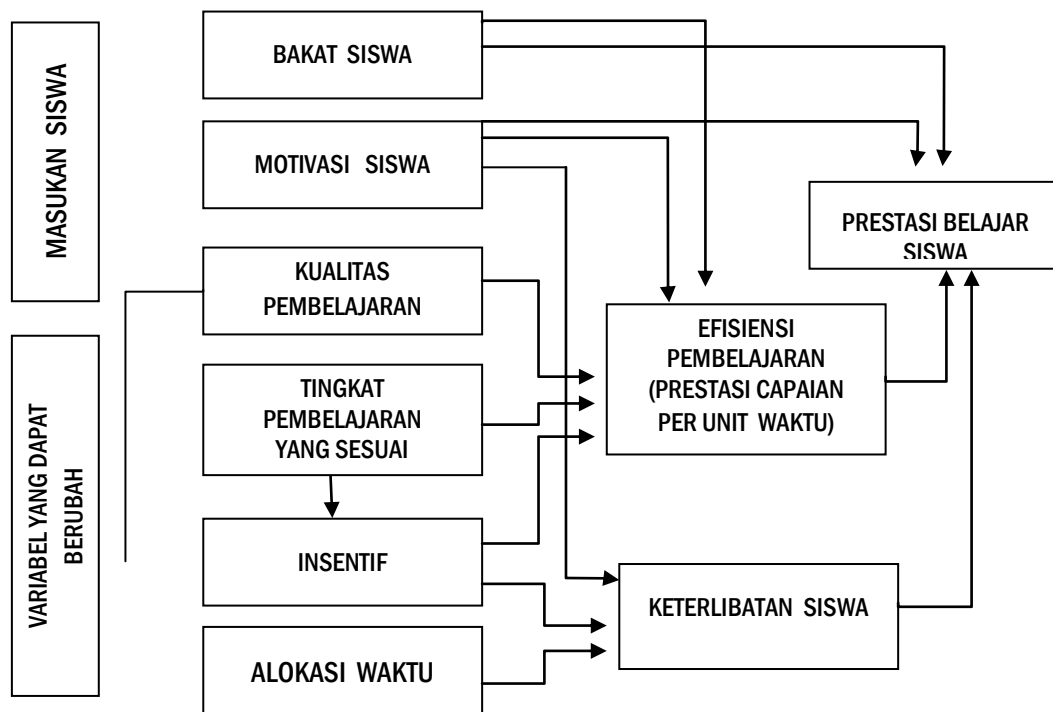 MASUKAN SISWA
VARIABEL YANG DAPAT
BERUBAH
BAKAT SISWA
MOTIVASI SISWA
KUALITAS
PEMBELAJARAN
TINGKAT
PEMBELAJARAN
YANG SESUAI
INSENTIF
ALOKASI WAKTU
EFISIENSI
PEMBELAJARAN
(PRESTASI CAPAIAN
PER UNIT WAKTU)
KETERLIBATAN SISWA
PRESTASI BELAJAR
SISWA